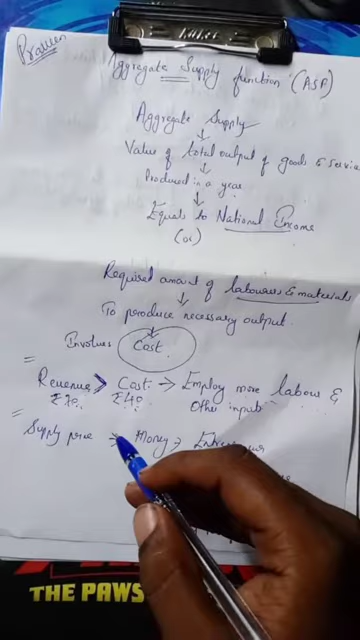 Praveen
Aggregate Supply function (ASF)
Aggregate Supply
↓
Value of total output of goods & service
↓
Produced in a year
↓
Equals to National Income
(or)
Required amount of labours & materials
↓
To produce necessary output.
↓
Involves Cost
=
Revenue > Cost → Employ more labour &
Other inputs
=
Supply price → Money → Entrepreneur
THE PAWS